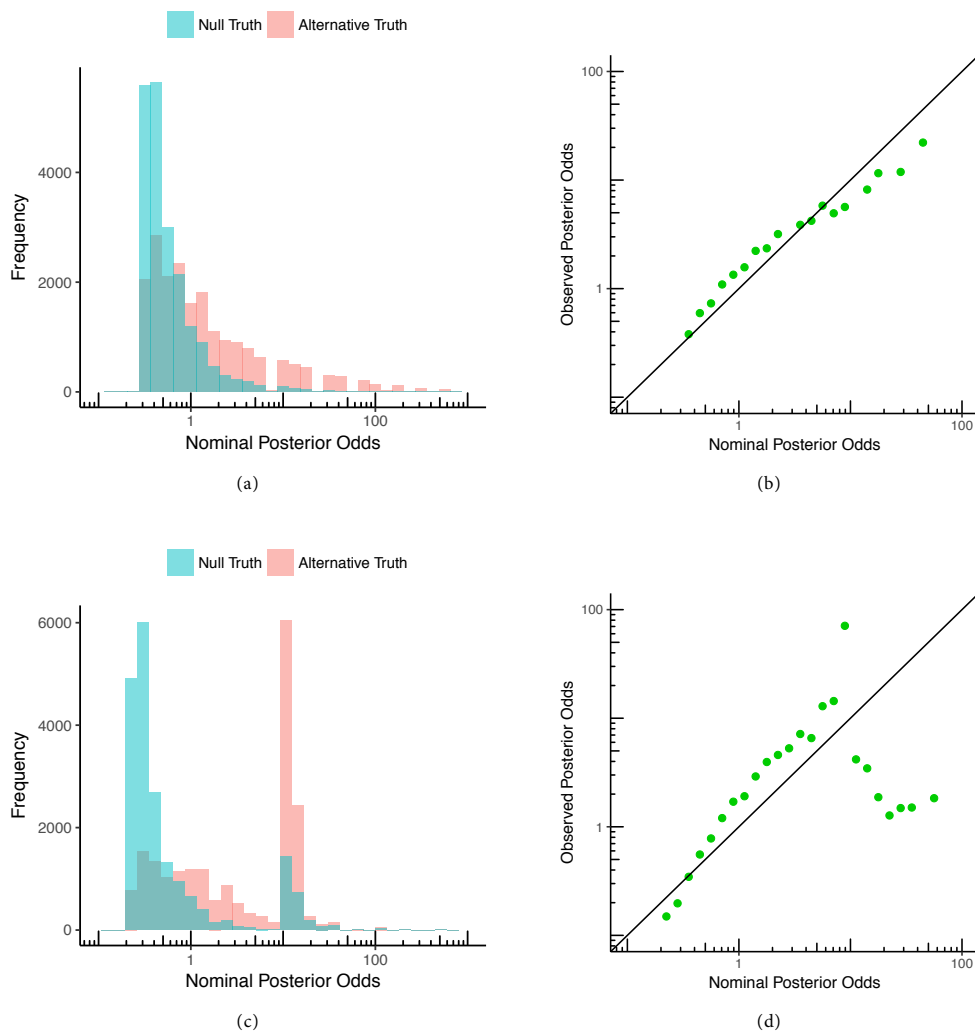 Null Truth Alternative Truth
Frequency
4000
2000
0
1 100
Nominal Posterior Odds
(a)
Observed Posterior Odds
100
1
1 100
Nominal Posterior Odds
(b)
Null Truth Alternative Truth
Frequency
6000
4000
2000
0
1 100
Nominal Posterior Odds
(c)
Observed Posterior Odds
100
1
1 100
Nominal Posterior Odds
(d)